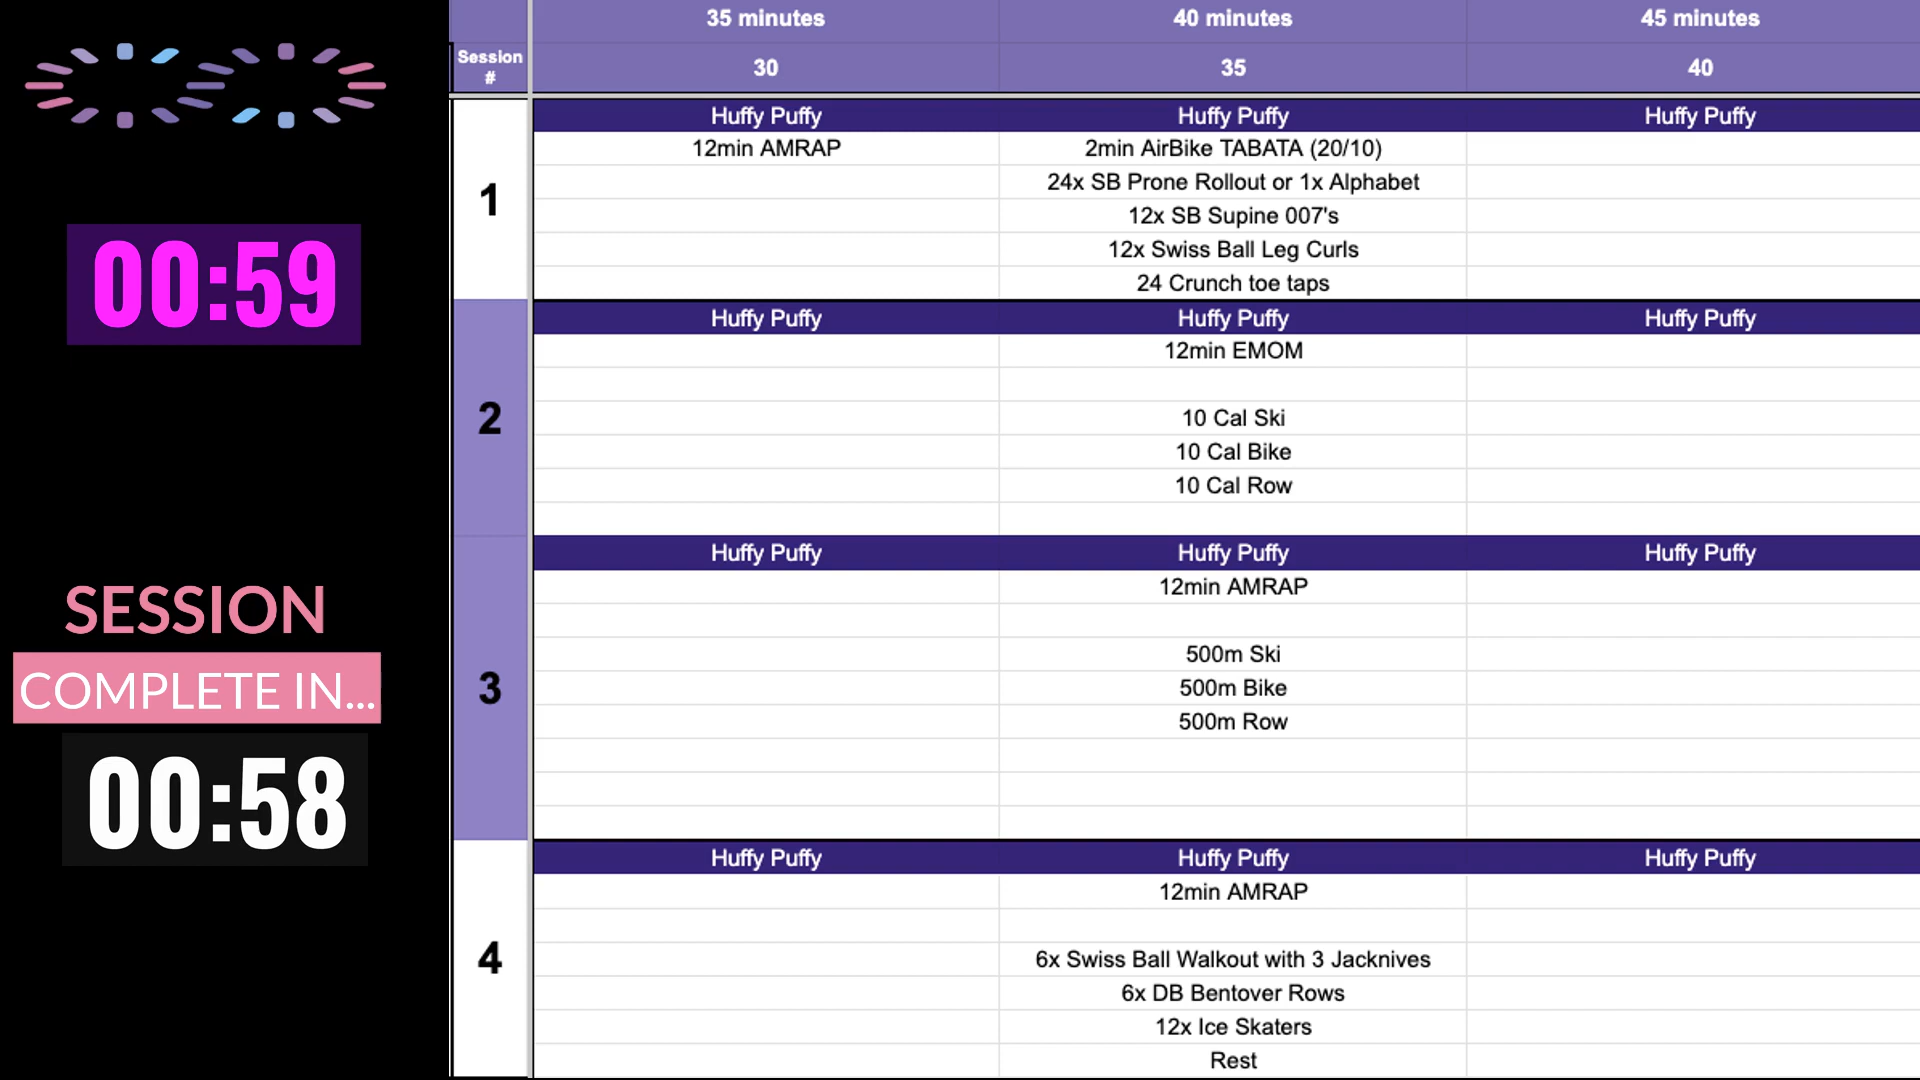 00:59
SESSION
COMPLETE IN...
00:58
35 minutes 40 minutes 45 minutes
Session
#
30 35 40
1
Huffy Puffy Huffy Puffy Huffy Puffy
12min AMRAP 2min AirBike TABATA (20/10)
24x SB Prone Rollout or 1x Alphabet
12x SB Supine 007's
12x Swiss Ball Leg Curls
24 Crunch toe taps
2
Huffy Puffy Huffy Puffy Huffy Puffy
12min EMOM
10 Cal Ski
10 Cal Bike
10 Cal Row
3
Huffy Puffy Huffy Puffy Huffy Puffy
12min AMRAP
500m Ski
500m Bike
500m Row
4
Huffy Puffy Huffy Puffy Huffy Puffy
12min AMRAP
6x Swiss Ball Walkout with 3 Jacknives
6x DB Bentover Rows
12x Ice Skaters
Rest